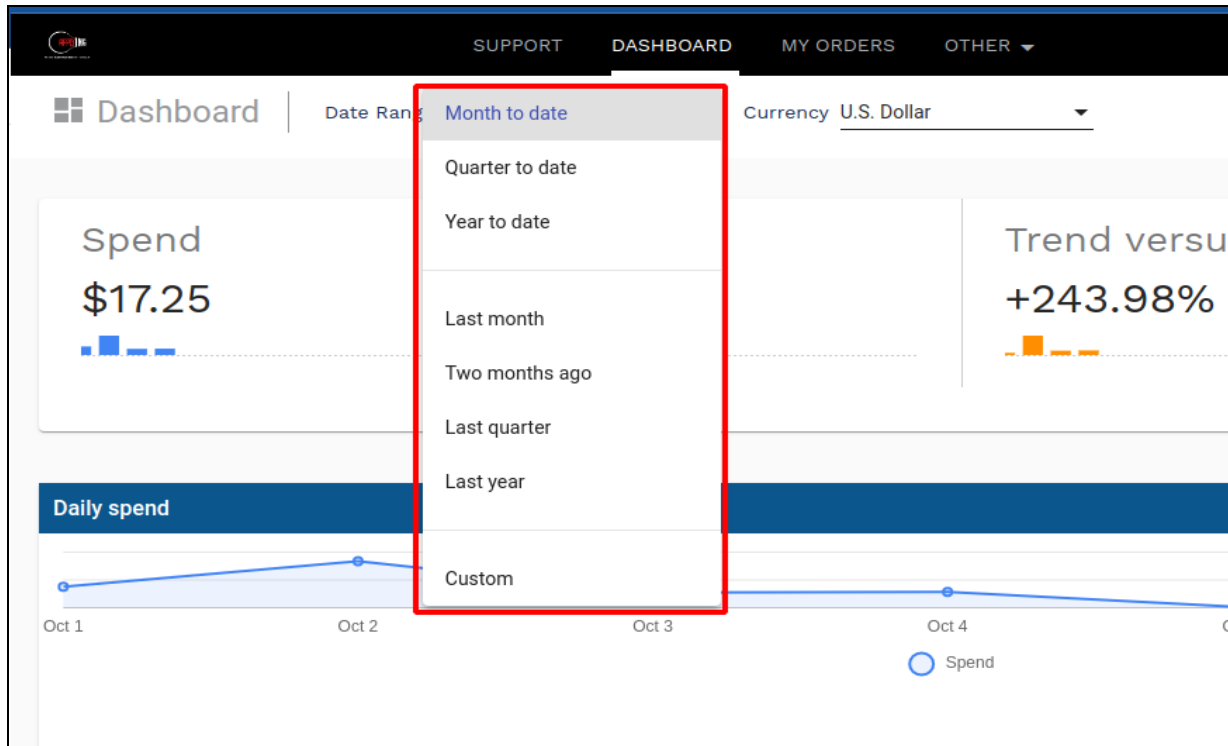 SUPPORT DASHBOARD MY ORDERS OTHER
Dashboard Date Rang Month to date Currency U.S. Dollar
Quarter to date
Year to date
Spend Trend versu
$17.25 +243.98%
Last month
Two months ago
Last quarter
Last year
Daily spend
Custom
Oct 1 Oct 2 Oct 3 Oct 4
Spend